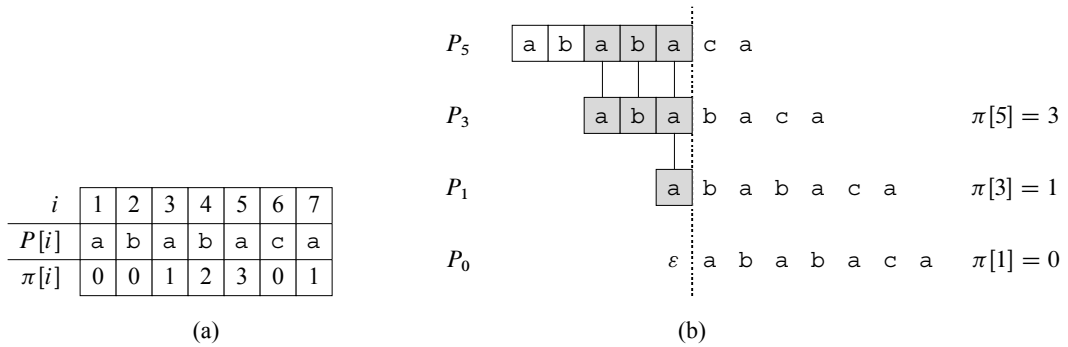 i 1 2 3 4 5 6 7
P[i] a b a b a c a
π[i] 0 0 1 2 3 0 1
(a)
P5 a b a b a c a
P3 a b a b a c a π[5] = 3
P1 a b a b a c a π[3] = 1
P0 ε a b a b a c a π[1] = 0
(b)